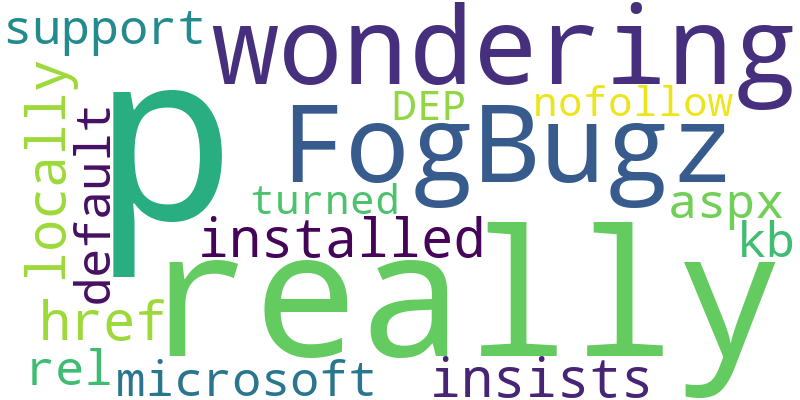 support
wondering
locally
default
p
FogBugz
DEP
nofollow
turned
aspx
installed
kb
really
href
rel
microsoft
insists